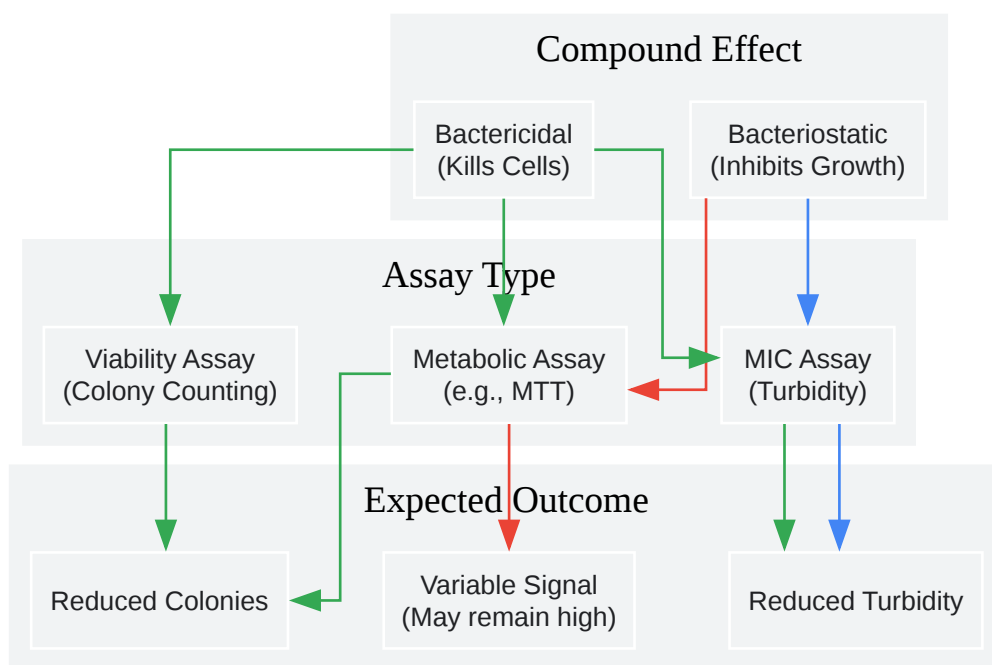 Compound Effect
Bactericidal
(Kills Cells)
Bacteriostatic
(Inhibits Growth)
Assay Type
Viability Assay
(Colony Counting)
Metabolic Assay
(e.g., MTT)
MIC Assay
(Turbidity)
Expected Outcome
Reduced Colonies
Variable Signal
(May remain high)
Reduced Turbidity